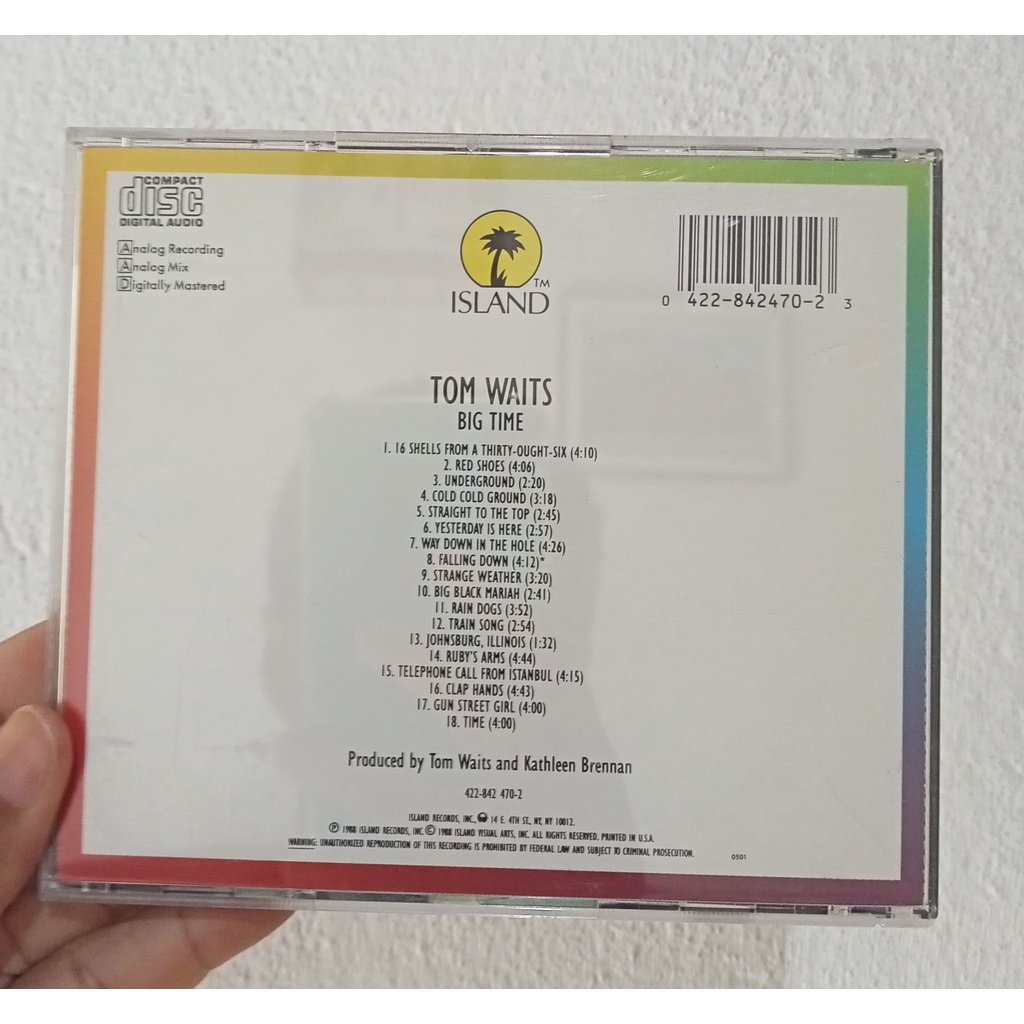 COMPACT
disc
DIGITAL AUDIO
Analog Recording
Analog Mix
Digitally Mastered
TM
ISLAND
0 422-842470-2 3
TOM WAITS
BIG TIME
1. 16 SHELLS FROM A THIRTY-OUGHT-SIX (4:10)
2. RED SHOES (4:06)
3. UNDERGROUND (2:20)
4. COLD COLD GROUND (3:18)
5. STRAIGHT TO THE TOP (2:45)
6. YESTERDAY IS HERE (2:57)
7. WAY DOWN IN THE HOLE (4:26)
8. FALLING DOWN (4:12)*
9. STRANGE WEATHER (3:20)
10. BIG BLACK MARIAH (2:41)
11. RAIN DOGS (3:52)
12. TRAIN SONG (2:54)
13. JOHNSBURG, ILLINOIS (1:32)
14. RUBY'S ARMS (4:44)
15. TELEPHONE CALL FROM ISTANBUL (4:15)
16. CLAP HANDS (4:43)
17. GUN STREET GIRL (4:00)
18. TIME (4:00)
Produced by Tom Waits and Kathleen Brennan
422-842 470-2
ISLAND RECORDS, INC., 14 E. 4TH ST., NY, NY 10012.
℗ 1988 ISLAND RECORDS, INC. © 1988 ISLAND VISUAL ARTS, INC. ALL RIGHTS RESERVED. PRINTED IN U.S.A.
WARNING: UNAUTHORIZED REPRODUCTION OF THIS RECORDING IS PROHIBITED BY FEDERAL LAW AND SUBJECT TO CRIMINAL PROSECUTION.
0501